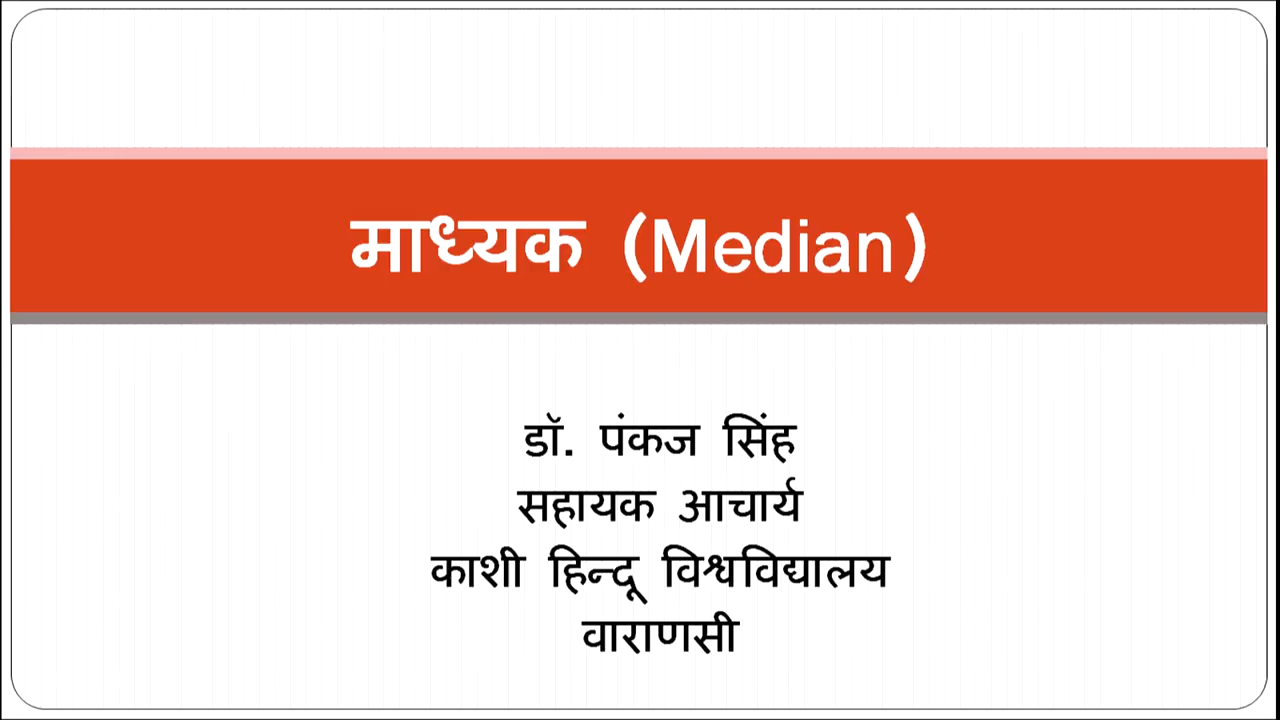 माध्यक (Median)
डॉ. पंकज सिंह
सहायक आचार्य
काशी हिन्दू विश्वविद्यालय
वाराणसी